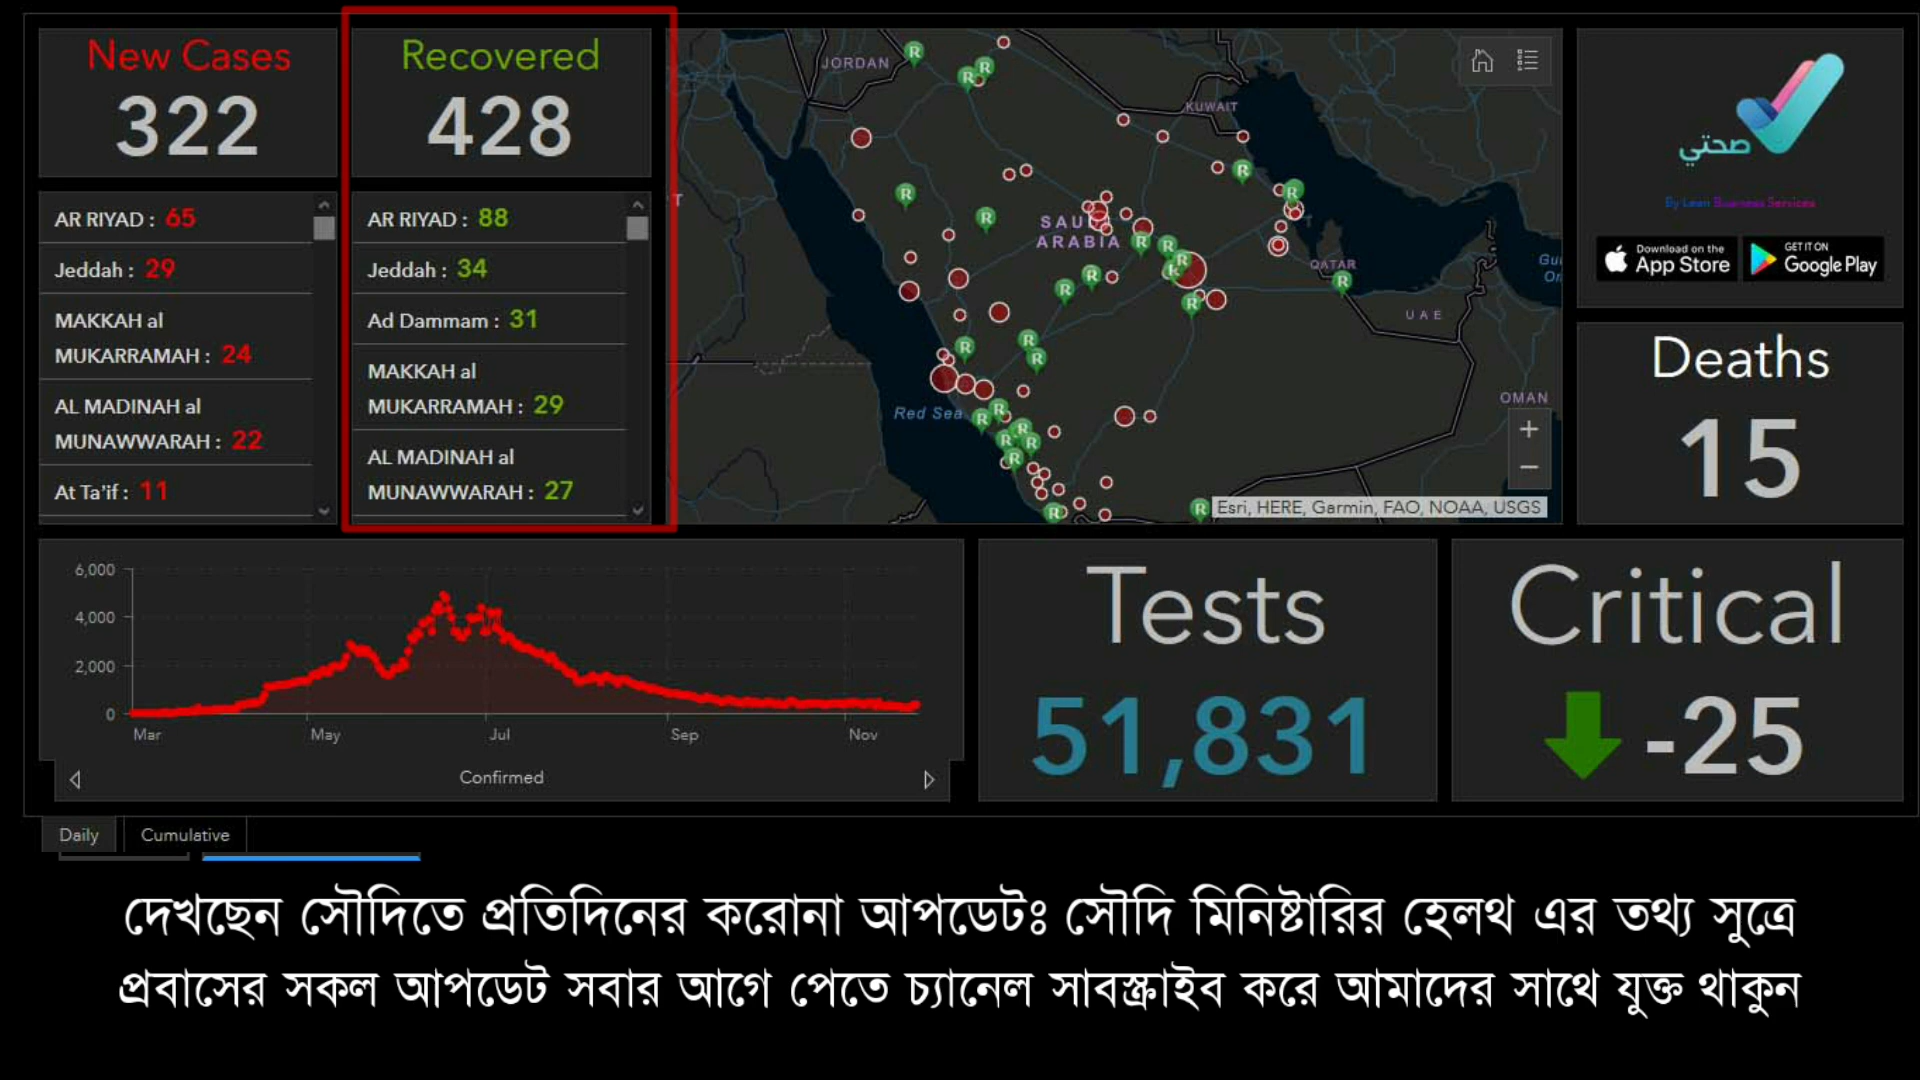 New Cases
322
AR RIYAD : 65
Jeddah : 29
MAKKAH al
MUKARRAMAH : 24
AL MADINAH al
MUNAWWARAH : 22
At Ta'if : 11
Recovered
428
AR RIYAD : 88
Jeddah : 34
Ad Dammam : 31
MAKKAH al
MUKARRAMAH : 29
AL MADINAH al
MUNAWWARAH : 27
JORDAN
KUWAIT
SAU
ARABIA
QATAR
UAE
OMAN
Red Sea
Esri, HERE, Garmin, FAO, NOAA, USGS
صحتي
By Lean Business Services
Download on the
App Store
GET IT ON
Google Play
Deaths
15
6,000
4,000
2,000
0
Mar May Jul Sep Nov
Confirmed
Tests
51,831
Critical
-25
Daily Cumulative
দেখছেন সৌদিতে প্রতিদিনের করোনা আপডেটঃ সৌদি মিনিষ্টারির হেলথ এর তথ্য সুত্রে
প্রবাসের সকল আপডেট সবার আগে পেতে চ্যানেল সাবস্ক্রাইব করে আমাদের সাথে যুক্ত থাকুন